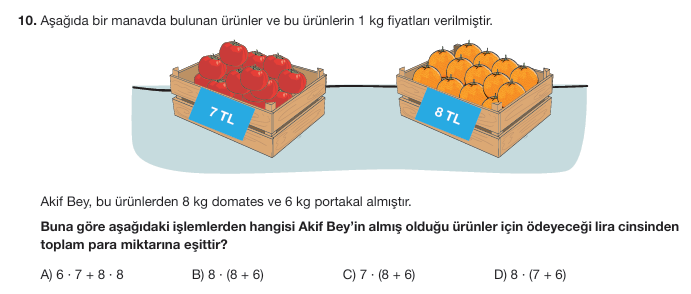 10. Aşağıda bir manavda bulunan ürünler ve bu ürünlerin 1 kg fiyatları verilmiştir.
7 TL
8 TL
Akif Bey, bu ürünlerden 8 kg domates ve 6 kg portakal almıştır.
Buna göre aşağıdaki işlemlerden hangisi Akif Bey'in almış olduğu ürünler için ödeyeceği lira cinsinden
toplam para miktarına eşittir?
A) 6 · 7 + 8 · 8 B) 8 · (8 + 6) C) 7 · (8 + 6) D) 8 · (7 + 6)